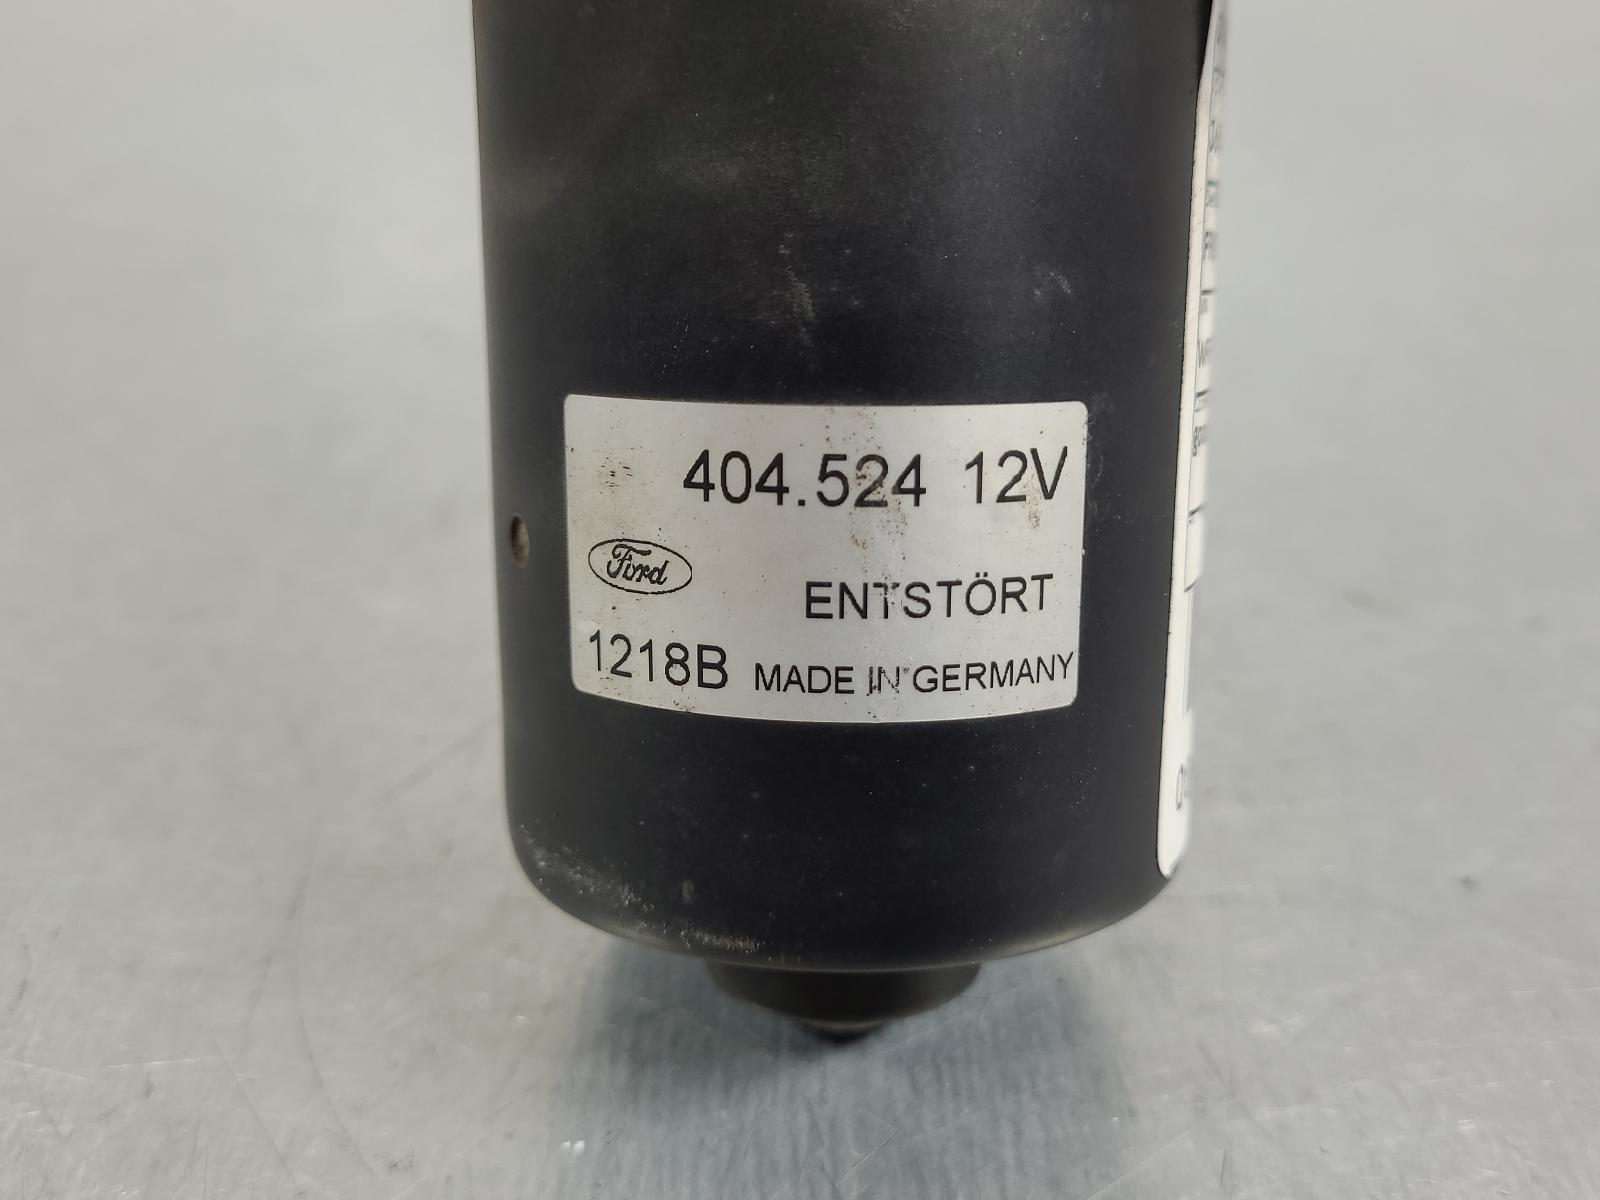 404.524 12V
Ford
ENTSTÖRT
1218B MADE IN GERMANY